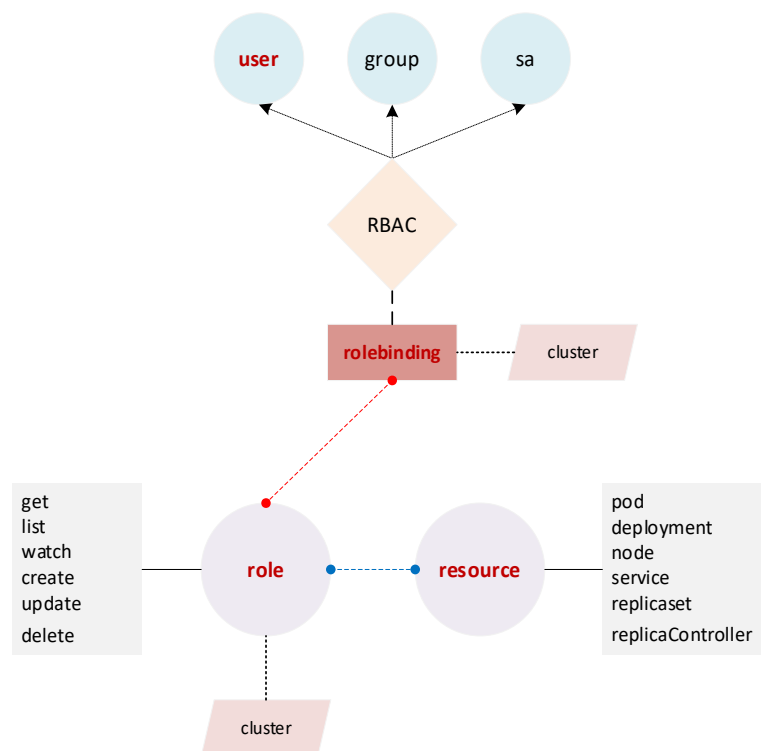 user
group
sa
RBAC
rolebinding
cluster
get
list
watch
create
update
delete
role
resource
pod
deployment
node
service
replicaset
replicaController
cluster